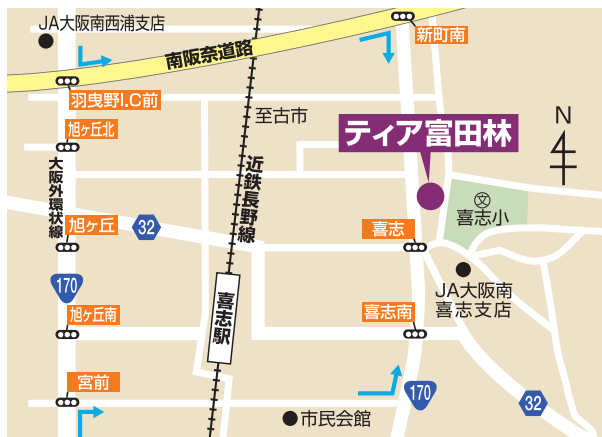 JA大阪南西浦支店
新町南
南阪奈道路
羽曳野I.C前
至古市
ティア富田林
N
旭ヶ丘北
大阪外環状線
近鉄長野線
文
喜志小
旭ヶ丘
32
喜志
170
JA大阪南
喜志支店
喜志駅
旭ヶ丘南
喜志南
宮前
170
32
市民会館